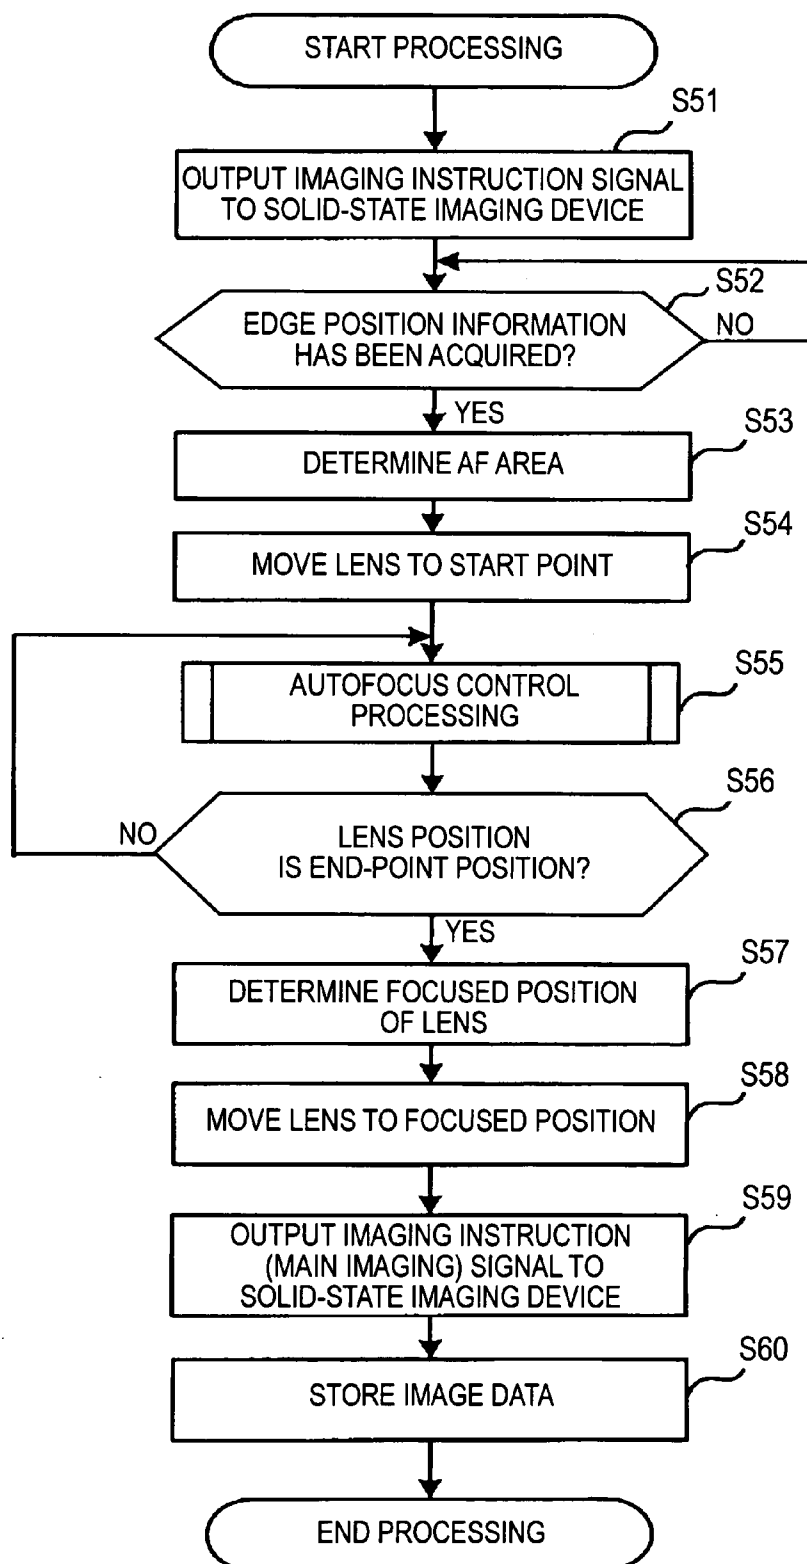 START PROCESSING
S51
OUTPUT IMAGING INSTRUCTION SIGNAL
TO SOLID-STATE IMAGING DEVICE
S52
EDGE POSITION INFORMATION
HAS BEEN ACQUIRED?
NO
YES
S53
DETERMINE AF AREA
S54
MOVE LENS TO START POINT
S55
AUTOFOCUS CONTROL
PROCESSING
S56
NO
LENS POSITION
IS END-POINT POSITION?
YES
S57
DETERMINE FOCUSED POSITION
OF LENS
S58
MOVE LENS TO FOCUSED POSITION
S59
OUTPUT IMAGING INSTRUCTION
(MAIN IMAGING) SIGNAL TO
SOLID-STATE IMAGING DEVICE
S60
STORE IMAGE DATA
END PROCESSING